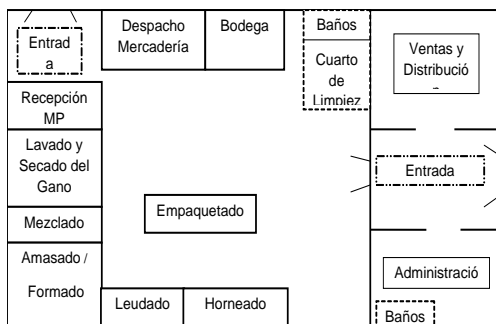 Entrad
a
Despacho
Mercadería
Bodega
Baños
Cuarto
de
Limpiez
Ventas y
Distribució
Recepción
MP
Lavado y
Secado del
Gano
Mezclado
Amasado /
Formado
Empaquetado
Leudado
Horneado
Entrada
Administració
Baños